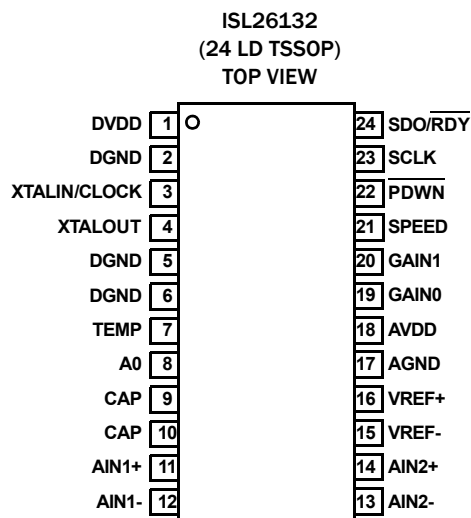 ISL26132
(24 LD TSSOP)
TOP VIEW
DVDD 1 24 SDO/RDY
DGND 2 23 SCLK
XTALIN/CLOCK 3 22 PDWN
XTALOUT 4 21 SPEED
DGND 5 20 GAIN1
DGND 6 19 GAIN0
TEMP 7 18 AVDD
A0 8 17 AGND
CAP 9 16 VREF+
CAP 10 15 VREF-
AIN1+ 11 14 AIN2+
AIN1- 12 13 AIN2-